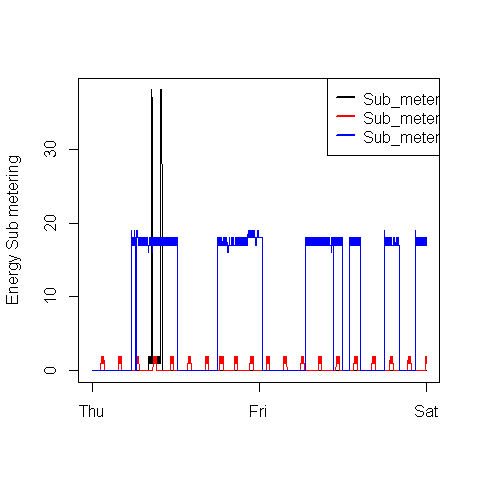 Sub_meter
Sub_meter
Sub_meter
Energy Sub metering
0
10
20
30
Thu
Fri
Sat